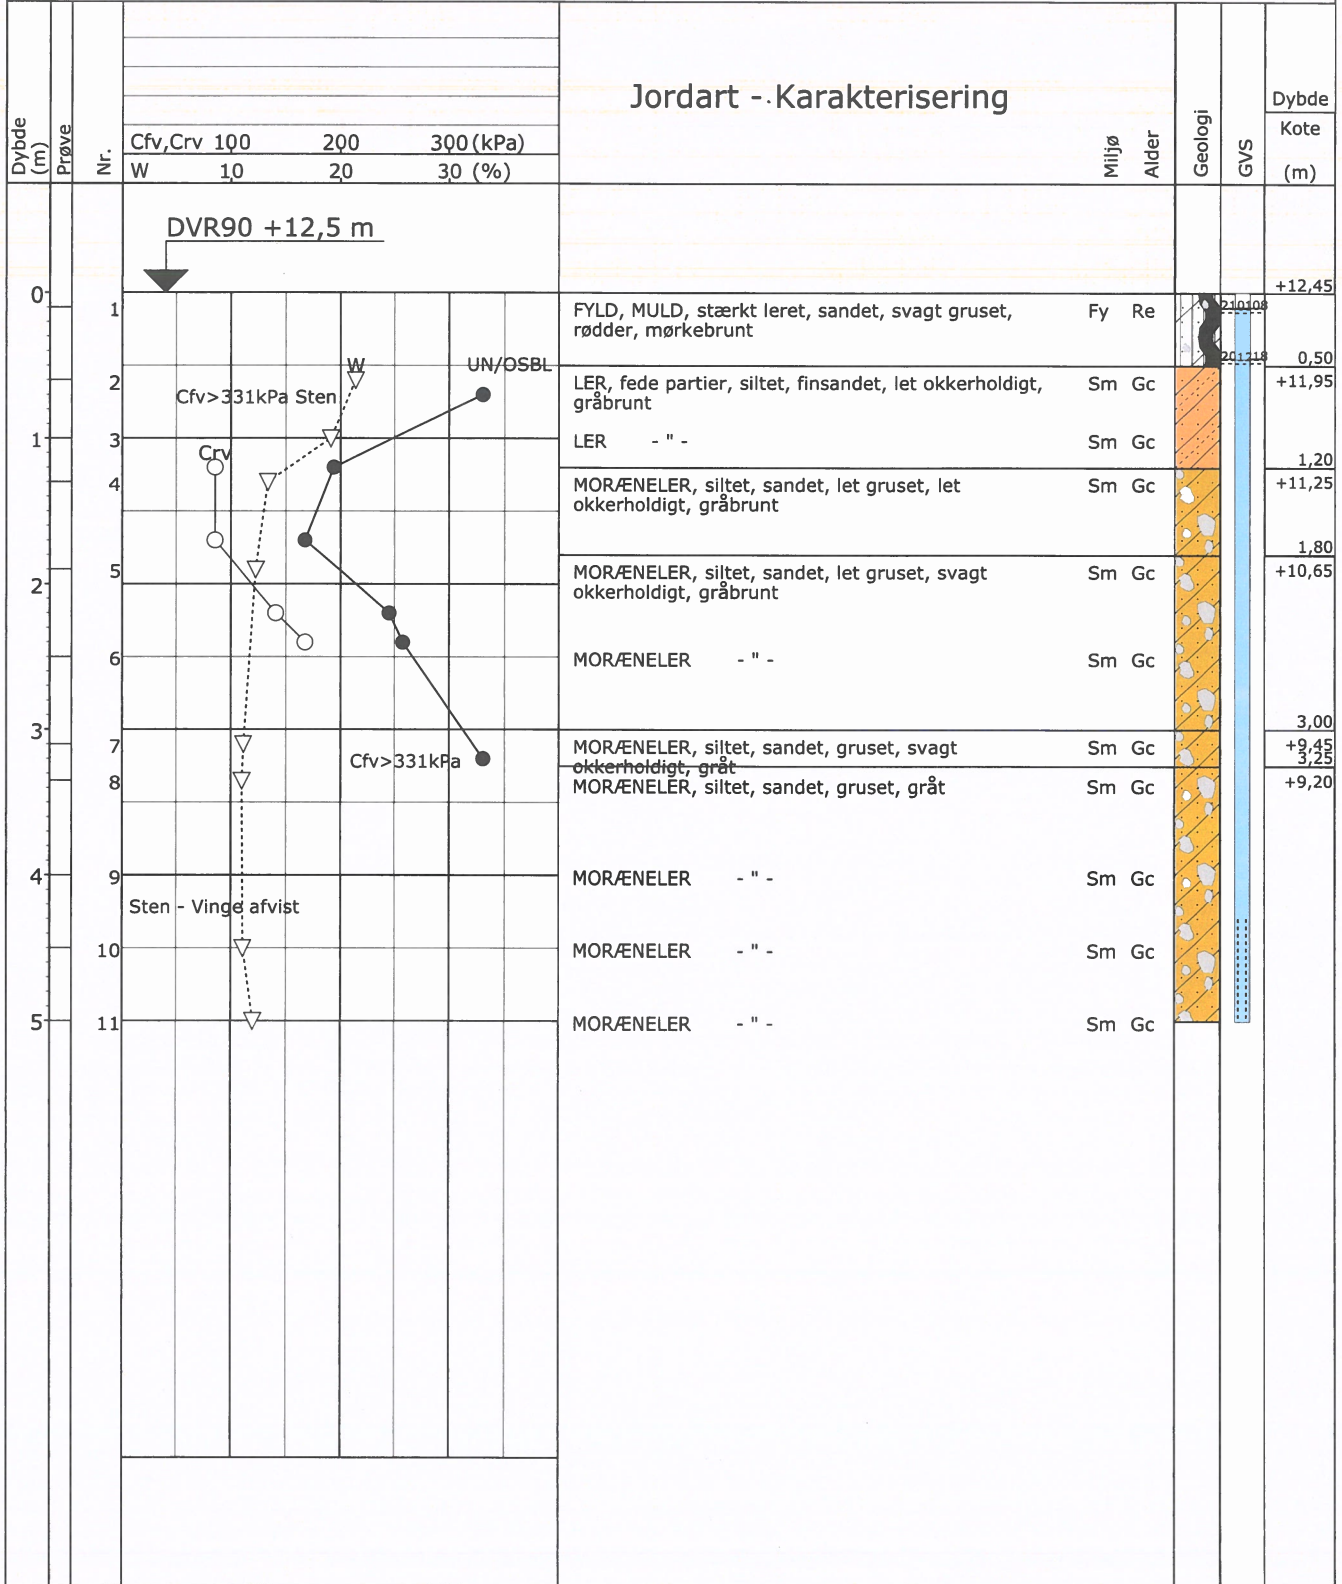 Jordart - Karakterisering
Dybde (m)
Prøve
Nr.
Cfv,Crv 100 200 300 (kPa)
W 10 20 30 (%)
Miljø
Alder
Geologi
GVS
Dybde
Kote
(m)
DVR90 +12,5 m
0
+12,45
1
FYLD, MULD, stærkt leret, sandet, svagt gruset,
rødder, mørkebrunt
Fy Re
210108
201218
0,50
W
UN/OSBL
2
Cfv>331kPa Sten
LER, fede partier, siltet, finsandet, let okkerholdigt,
gråbrunt
Sm Gc
+11,95
1
3
LER - " -
Sm Gc
Crv
1,20
4
MORÆNELER, siltet, sandet, let gruset, let
okkerholdigt, gråbrunt
Sm Gc
+11,25
1,80
5
MORÆNELER, siltet, sandet, let gruset, svagt
okkerholdigt, gråbrunt
Sm Gc
+10,65
2
6
MORÆNELER - " -
Sm Gc
3
3,00
7
Cfv>331kPa
MORÆNELER, siltet, sandet, gruset, svagt
okkerholdigt, gråt
Sm Gc
+9,45
3,25
8
MORÆNELER, siltet, sandet, gruset, gråt
Sm Gc
+9,20
4
9
MORÆNELER - " -
Sm Gc
Sten - Vinge afvist
10
MORÆNELER - " -
Sm Gc
5
11
MORÆNELER - " -
Sm Gc